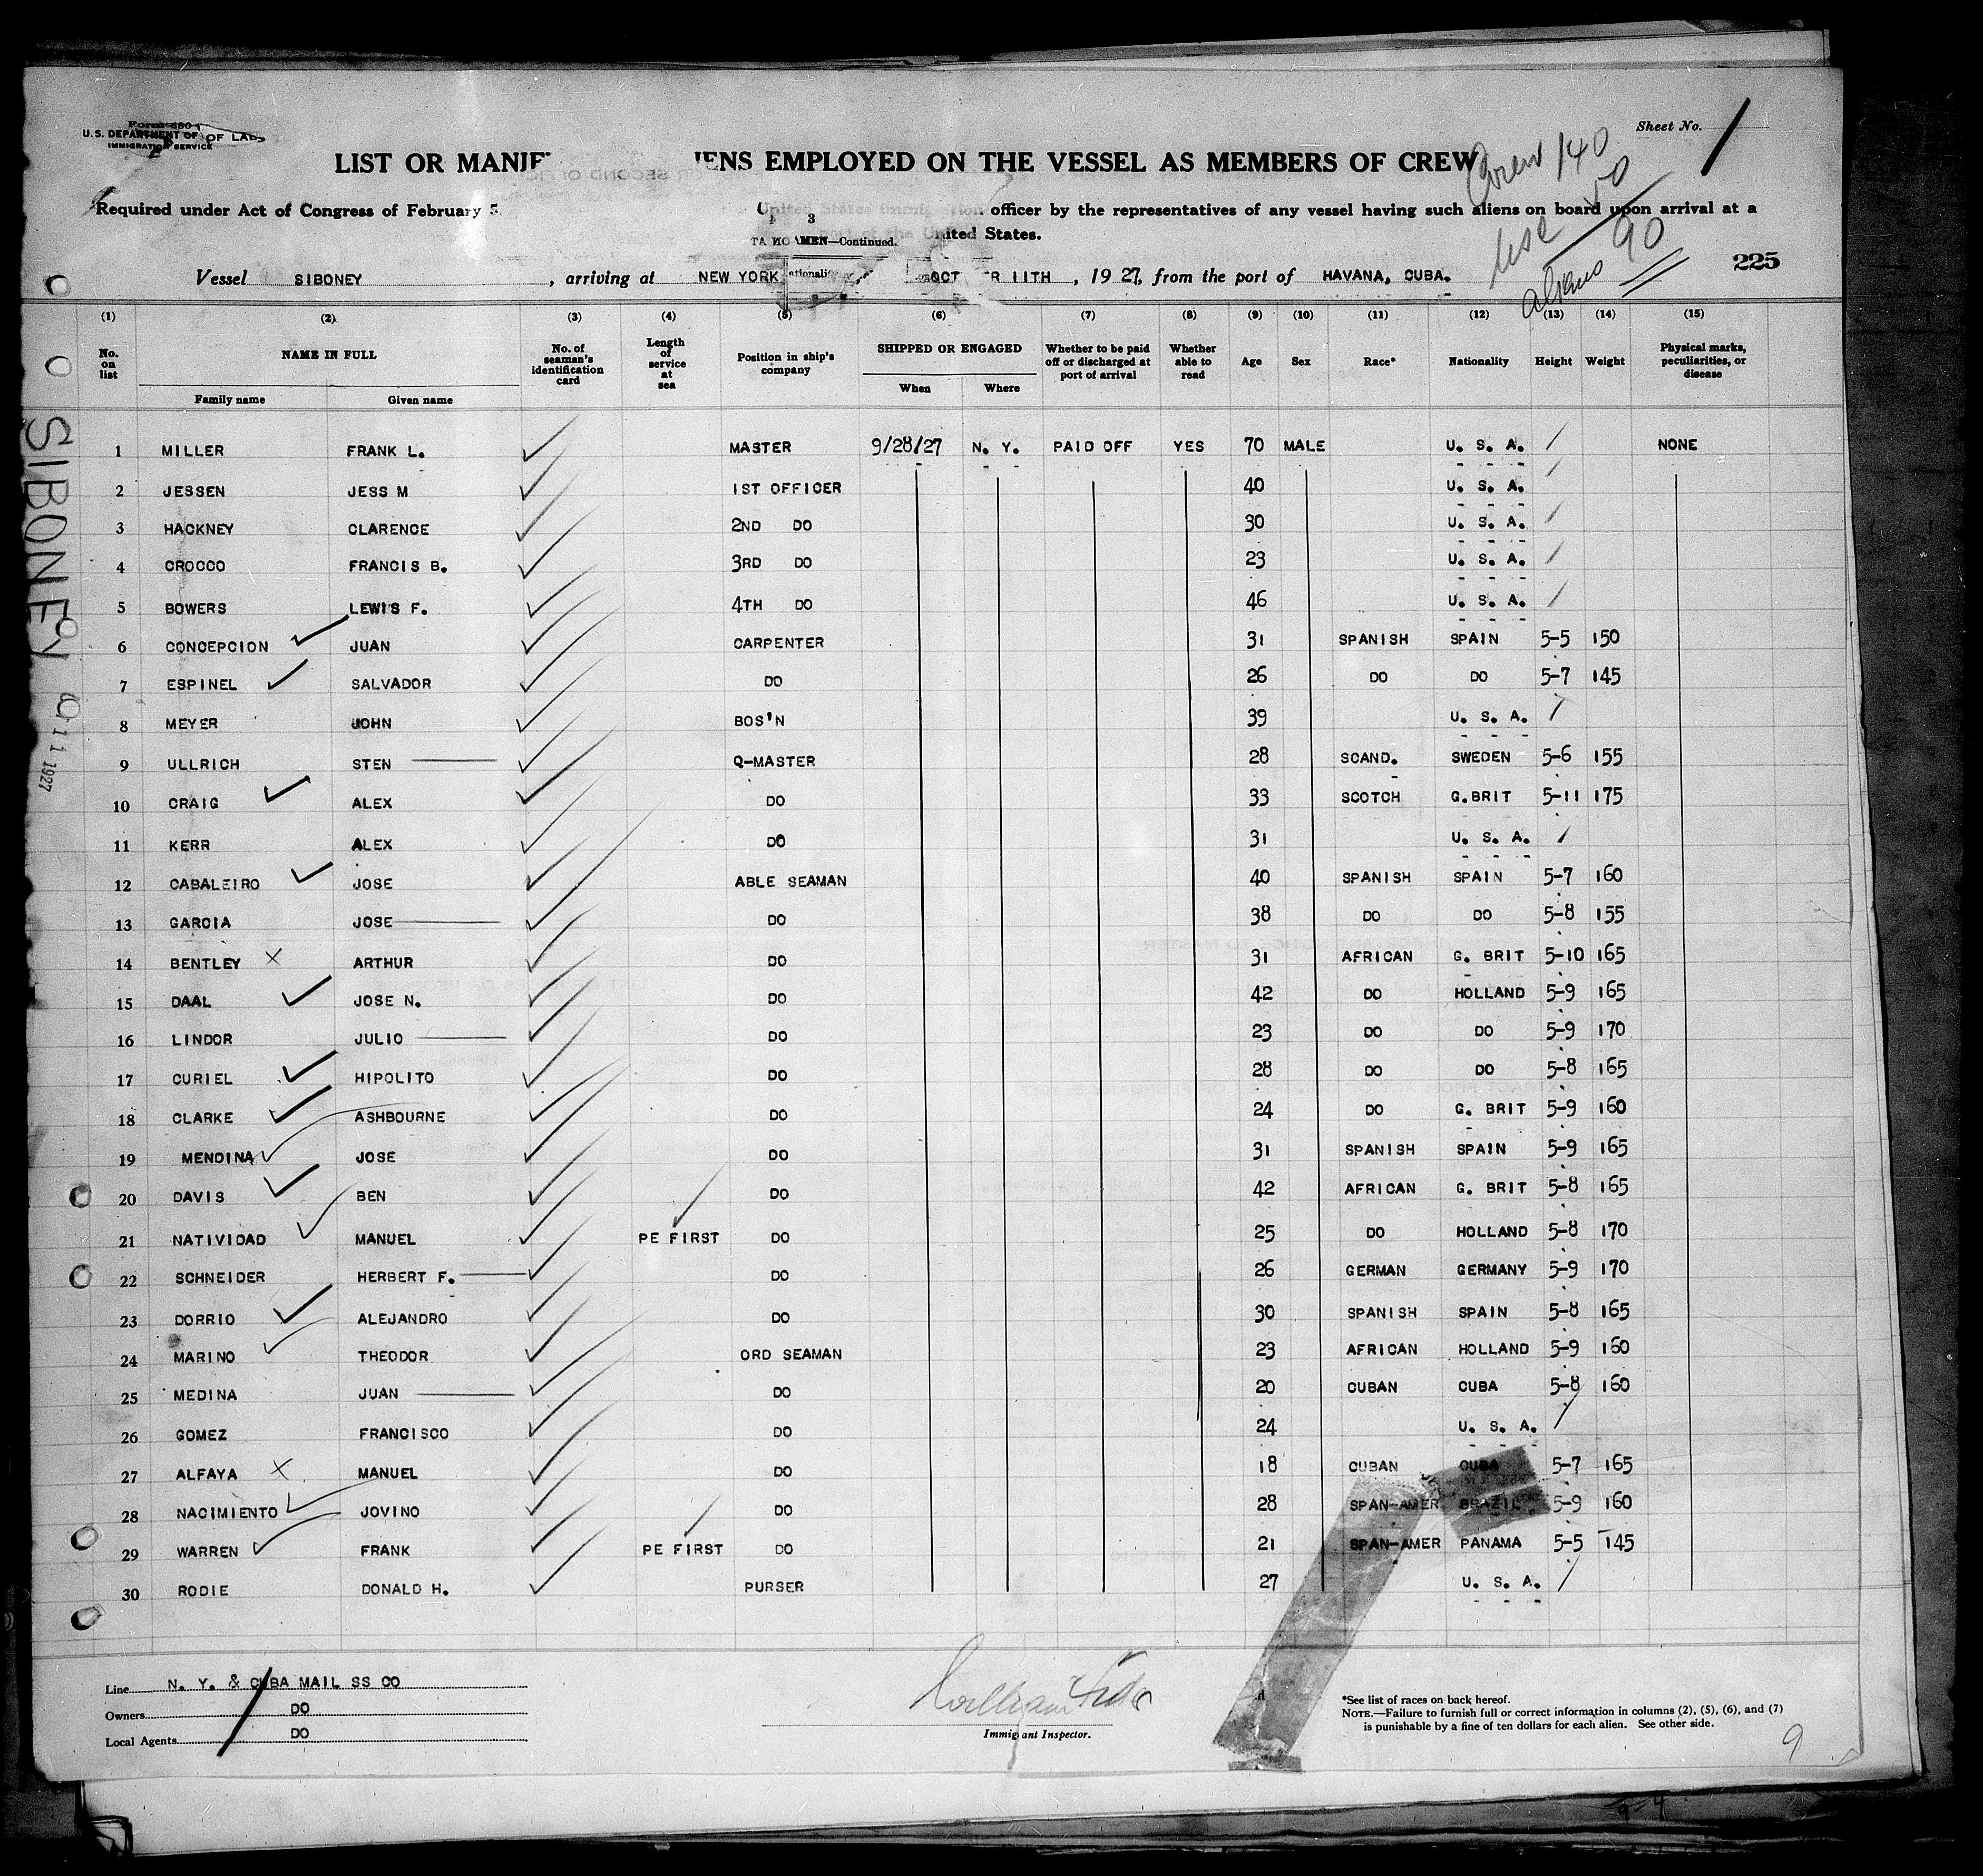 Sheet No. 1
U.S. DEPARTMENT OF OF LAB
IMMIGRATION SERVICE
LIST OR MANIF IENS EMPLOYED ON THE VESSEL AS MEMBERS OF CREW
Crew 140
50
90
aliens
Required under Act of Congress of February 5, United States officer by the representatives of any vessel having such aliens on board upon arrival at a
3
port of the United States.
MEN—Continued.
Vessel SIBONEY, arriving at NEW YORK OCT R 11TH, 1927, from the port of HAVANA, CUBA.
225
(1) (2) (3) (4) (5) (6) (7) (8) (9) (10) (11) (12) (13) (14) (15)
No. on list NAME IN FULL No. of seaman's identification card Length of service at sea Position in ship's company SHIPPED OR ENGAGED Whether to be paid off or discharged at port of arrival Whether able to read Age Sex Race* Nationality Height Weight Physical marks, peculiarities, or disease
Family name Given name When Where
1 MILLER FRANK L. MASTER 9/28/27 N. Y. PAID OFF YES 70 MALE U. S. A. NONE
2 JESSEN JESS M 1ST OFFICER 40 U. S. A.
3 HACKNEY CLARENCE 2ND DO 30 U. S. A.
4 CROCCO FRANCIS B. 3RD DO 23 U. S. A.
5 BOWERS LEWIS F. 4TH DO 46 U. S. A.
6 CONCEPCION JUAN CARPENTER 31 SPANISH SPAIN 5-5 150
7 ESPINEL SALVADOR DO 26 DO DO 5-7 145
8 MEYER JOHN BOS'N 39 U. S. A.
9 ULLRICH STEN Q-MASTER 28 SCAND. SWEDEN 5-6 155
10 CRAIG ALEX DO 33 SCOTCH G.BRIT 5-11 175
11 KERR ALEX DO 31 U. S. A.
12 CABALEIRO JOSE ABLE SEAMAN 40 SPANISH SPAIN 5-7 160
13 GARCIA JOSE DO 38 DO DO 5-8 155
14 BENTLEY ARTHUR DO 31 AFRICAN G. BRIT 5-10 165
15 DAAL JOSE N. DO 42 DO HOLLAND 5-9 165
16 LINDOR JULIO DO 23 DO DO 5-9 170
17 CURIEL HIPOLITO DO 28 DO DO 5-8 165
18 CLARKE ASHBOURNE DO 24 DO G. BRIT 5-9 160
19 MENDINA JOSE DO 31 SPANISH SPAIN 5-9 165
20 DAVIS BEN DO 42 AFRICAN G. BRIT 5-8 165
21 NATIVIDAD MANUEL PE FIRST DO 25 DO HOLLAND 5-8 170
22 SCHNEIDER HERBERT F. DO 26 GERMAN GERMANY 5-9 170
23 DORRIO ALEJANDRO DO 30 SPANISH SPAIN 5-8 165
24 MARINO THEODOR ORD SEAMAN 23 AFRICAN HOLLAND 5-9 160
25 MEDINA JUAN DO 20 CUBAN CUBA 5-8 160
26 GOMEZ FRANCISCO DO 24 U. S. A.
27 ALFAYA MANUEL DO 18 CUBAN CUBA 5-7 165
28 NACIMIENTO JOVINO DO 28 SPAN-AMER BRAZIL 5-9 160
29 WARREN FRANK PE FIRST DO 21 SPAN-AMER PANAMA 5-5 145
30 RODIE DONALD H. PURSER 27 U. S. A.
SIBONEY
11 1927
Line N. Y. & CUBA MAIL SS CO
Owners DO
Local Agents DO
Immigrant Inspector.
*See list of races on back hereof.
NOTE.—Failure to furnish full or correct information in columns (2), (5), (6), and (7)
is punishable by a fine of ten dollars for each alien. See other side.
9